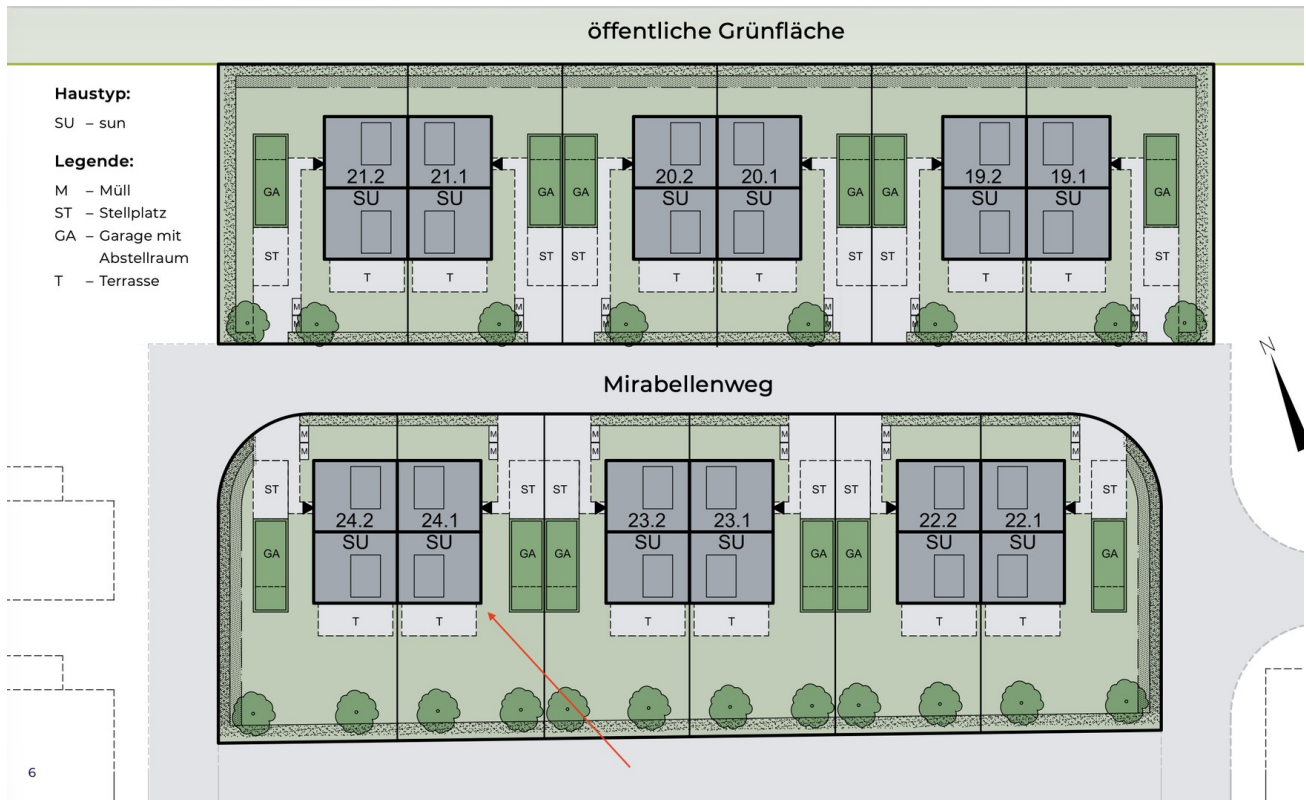 öffentliche Grünfläche
Haustyp:
SU – sun
Legende:
M – Müll
ST – Stellplatz
GA – Garage mit
Abstellraum
T – Terrasse
21.2 21.1 20.2 20.1 19.2 19.1
GA GA GA GA GA GA
SU SU SU SU SU SU
ST ST ST ST ST ST
T T T T T T
M M M M M M
M M M M M M
N
Mirabellenweg
M M M M M M
M M M M M M
ST ST ST ST ST ST
24.2 24.1 23.2 23.1 22.2 22.1
SU SU SU SU SU SU
GA GA GA GA GA GA
T T T T T T
6